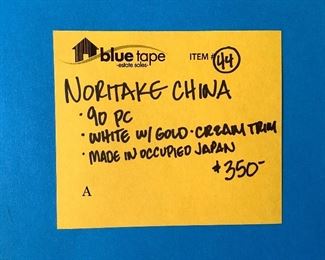 blue tape ITEM # 44
-estate sales-
NORITAKE CHINA
· 90 PC
· WHITE W/ GOLD · CREAM TRIM
· MADE IN OCCUPIED JAPAN
$350-
A